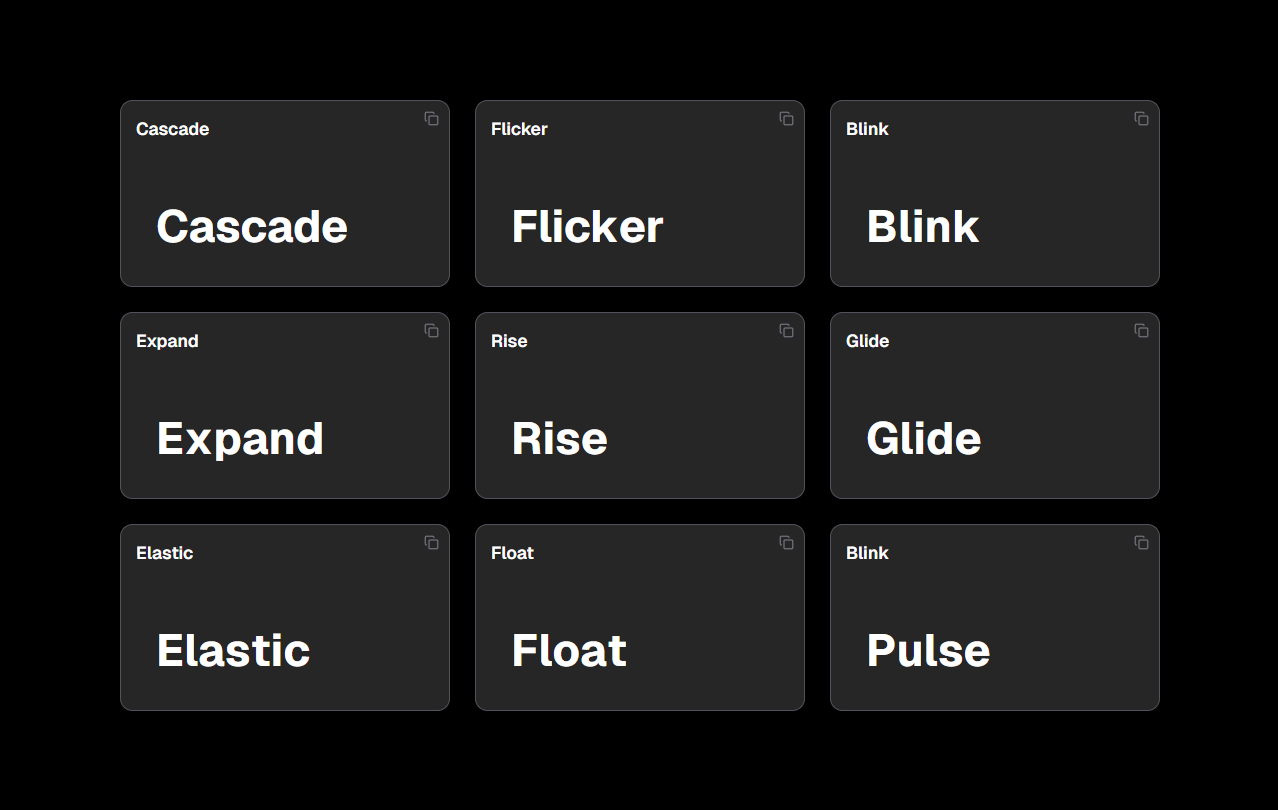 Cascade
Cascade
Flicker
Flicker
Blink
Blink
Expand
Expand
Rise
Rise
Glide
Glide
Elastic
Elastic
Float
Float
Blink
Pulse